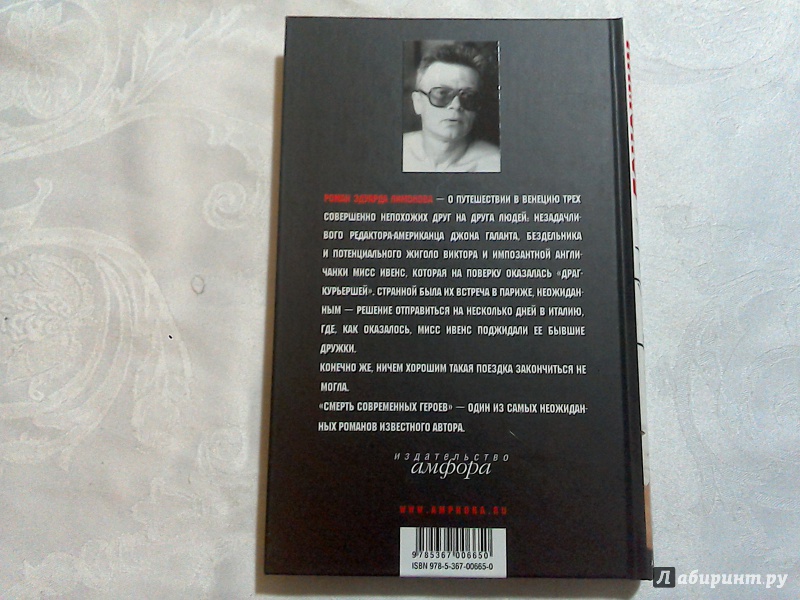 РОМАН ЭДУАРДА ЛИМОНОВА — О ПУТЕШЕСТВИИ В ВЕНЕЦИЮ ТРЕХ
СОВЕРШЕННО НЕПОХОЖИХ ДРУГ НА ДРУГА ЛЮДЕЙ: НЕЗАДАЧЛИ-
ВОГО РЕДАКТОРА-АМЕРИКАНЦА ДЖОНА ГАЛАНТА, БЕЗДЕЛЬНИКА
И ПОТЕНЦИАЛЬНОГО ЖИГОЛО ВИКТОРА И ИМПОЗАНТНОЙ АНГЛИ-
ЧАНКИ МИСС ИВЕНС, КОТОРАЯ НА ПОВЕРКУ ОКАЗАЛАСЬ «ДРАГ-
КУРЬЕРШЕЙ». СТРАННОЙ БЫЛА ИХ ВСТРЕЧА В ПАРИЖЕ, НЕОЖИДАН-
НЫМ — РЕШЕНИЕ ОТПРАВИТЬСЯ НА НЕСКОЛЬКО ДНЕЙ В ИТАЛИЮ,
ГДЕ, КАК ОКАЗАЛОСЬ, МИСС ИВЕНС ПОДЖИДАЛИ ЕЕ БЫВШИЕ
ДРУЖКИ.
КОНЕЧНО ЖЕ, НИЧЕМ ХОРОШИМ ТАКАЯ ПОЕЗДКА ЗАКОНЧИТЬСЯ НЕ
МОГЛА.
«СМЕРТЬ СОВРЕМЕННЫХ ГЕРОЕВ» — ОДИН ИЗ САМЫХ НЕОЖИДАН-
НЫХ РОМАНОВ ИЗВЕСТНОГО АВТОРА.
издательство
амфора
WWW.AMPHORA.RU
9 785367 006650
ISBN 978-5-367-00665-0
Лабиринт.ру